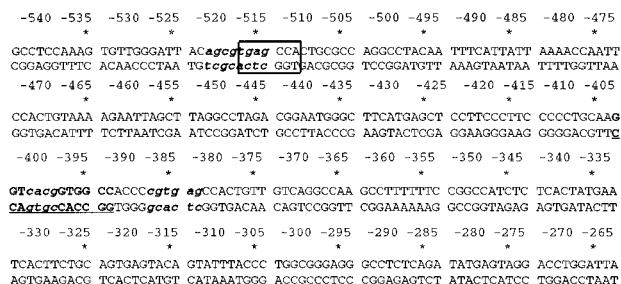 -540 -535 -530 -525 -520 -515 -510 -505 -500 -495 -490 -485 -480 -475
* * * * * * *
GCCTCCAAAG TGTTGGGATT ACagcgtgag CCACTGCGCC AGGCCTACAA TTTCATTATT AAAACCAATT
CGGAGGTTTC ACAACCCTAA TGtcgcactc GGTGACGCGG TCCGGATGTT AAAGTAATAA TTTTGGTTAA
-470 -465 -460 -455 -450 -445 -440 -435 -430 -425 -420 -415 -410 -405
* * * * * * *
CCACTGTAAA AGAATTAGCT TAGGCCTAGA CGGAATGGGC TTCATGAGCT CCTTCCCTTC CCCCTGCAAG
GGTGACATTT TCTTAATCGA ATCCGGATCT GCCTTACCCG AAGTACTCGA GGAAGGGAAG GGGGACGTTC
-400 -395 -390 -385 -380 -375 -370 -365 -360 -355 -350 -345 -340 -335
* * * * * * *
GTcacgGTGG CCACCCcgtg agCCACTGTT GTCAGGCCAA GCCTTTTTTC CGGCCATCTC TCACTATGAA
CAgtgcCACC GGTGGGgcac tcGGTGACAA CAGTCCGGTT CGGAAAAAAG GCCGGTAGAG AGTGATACTT
-330 -325 -320 -315 -310 -305 -300 -295 -290 -285 -280 -275 -270 -265
* * * * * * *
TCACTTCTGC AGTGAGTACA GTATTTACCC TGGCGGGAGG GCCTCTCAGA TATGAGTAGG ACCTGGATTA
AGTGAAGACG TCACTCATGT CATAAATGGG ACCGCCCTCC CGGAGAGTCT ATACTCATCC TGGACCTAAT